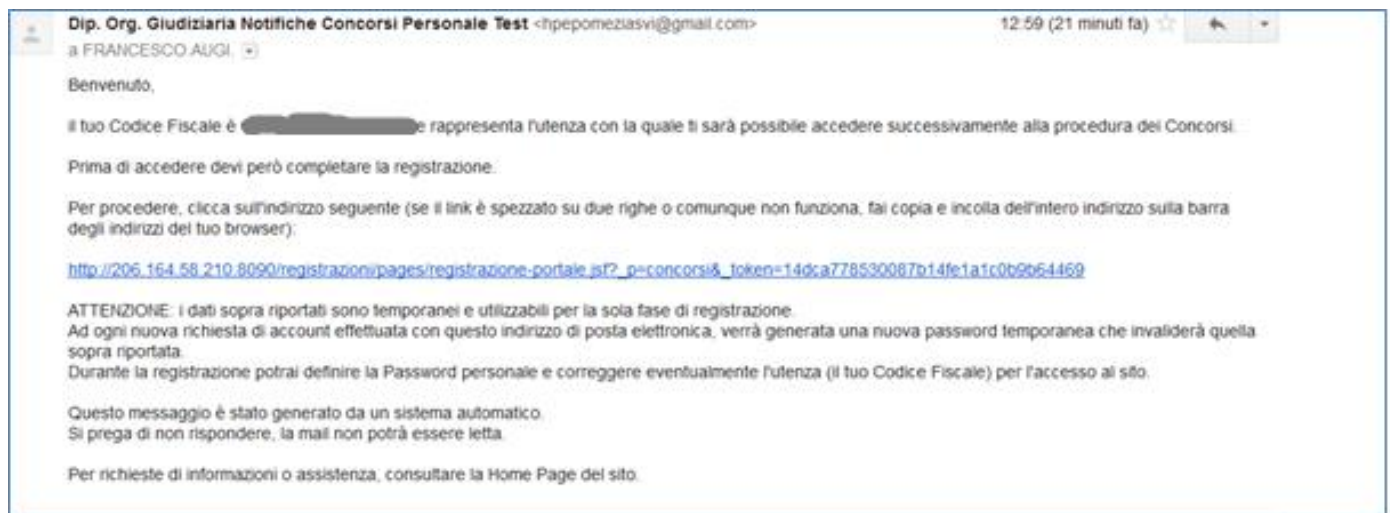 Dip. Org. Giudiziaria Notifiche Concorsi Personale Test <hpepomeziasvi@gmail.com> 12:59 (21 minuti fa)
a FRANCESCO AUGI.
Benvenuto,
il tuo Codice Fiscale è e rappresenta l'utenza con la quale ti sarà possibile accedere successivamente alla procedura dei Concorsi.
Prima di accedere devi però completare la registrazione.
Per procedere, clicca sull'indirizzo seguente (se il link è spezzato su due righe o comunque non funziona, fai copia e incolla dell'intero indirizzo sulla barra
degli indirizzi del tuo browser):
http://206.164.58.210:8090/registrazioni/pages/registrazione-portale.jsf?_p=concorsi&_token=14dca778530087b14fe1a1c0b9b64469
ATTENZIONE: i dati sopra riportati sono temporanei e utilizzabili per la sola fase di registrazione.
Ad ogni nuova richiesta di account effettuata con questo indirizzo di posta elettronica, verrà generata una nuova password temporanea che invaliderà quella
sopra riportata.
Durante la registrazione potrai definire la Password personale e correggere eventualmente l'utenza (il tuo Codice Fiscale) per l'accesso al sito.
Questo messaggio è stato generato da un sistema automatico.
Si prega di non rispondere, la mail non potrà essere letta.
Per richieste di informazioni o assistenza, consultare la Home Page del sito.